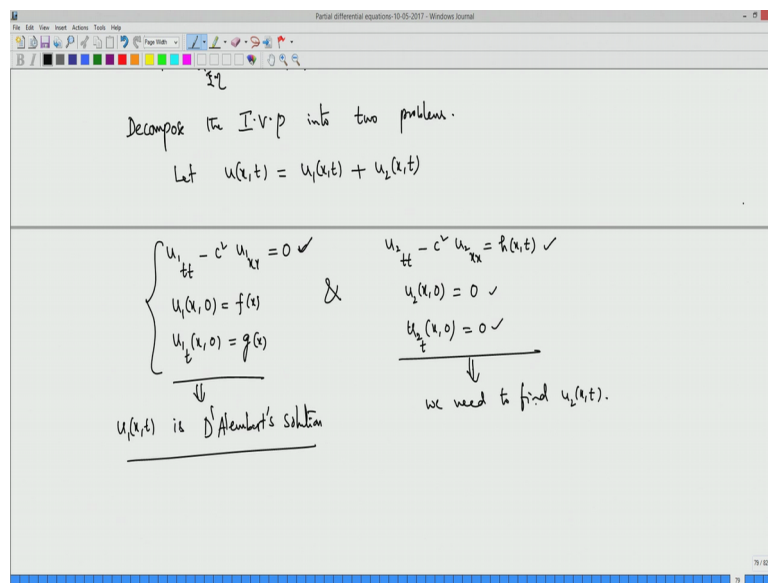 Partial differential equations-10-05-2017 - Windows Journal
File Edit View Insert Actions Tools Help
Page Width
B I
ξη
Decompose the I.V.P into two problems.
Let u(x,t) = u₁(x,t) + u₂(x,t)
u₁tt - c² u₁xx = 0 ✓
u₁(x,0) = f(x)
u₁t(x,0) = g(x)
&
u₂tt - c² u₂xx = h(x,t) ✓
u₂(x,0) = 0 ✓
u₂t(x,0) = 0 ✓
⇓
u₁(x,t) is D'Alembert's solution
⇓
we need to find u₂(x,t).
78 / 82
79